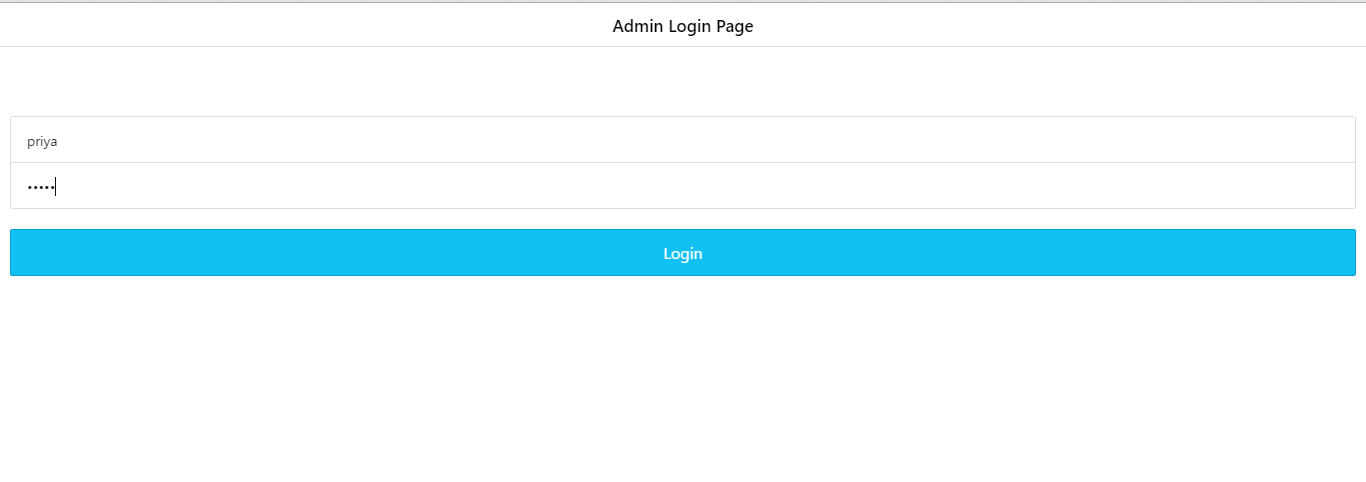 Admin Login Page
priya
•••••
Login